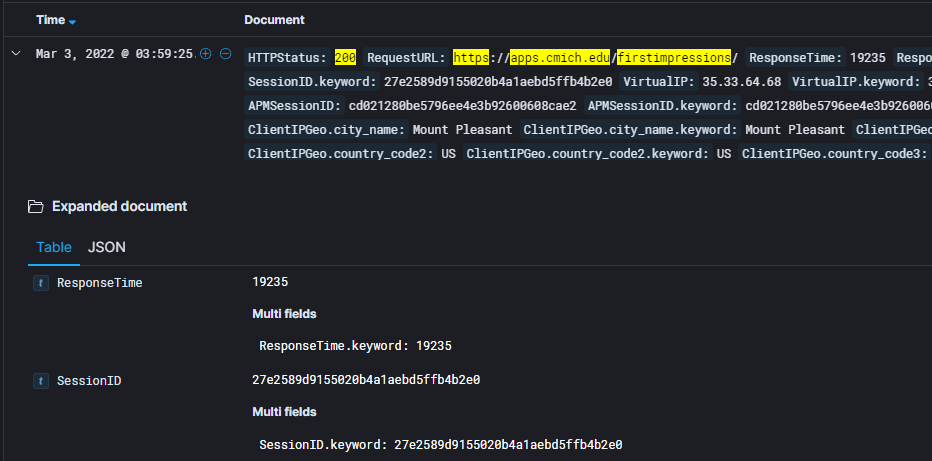 Time Document
Mar 3, 2022 @ 03:59:25. HTTPStatus: 200 RequestURL: https://apps.cmich.edu/firstimpressions/ ResponseTime: 19235 Respo
SessionID.keyword: 27e2589d9155020b4a1aebd5ffb4b2e0 VirtualIP: 35.33.64.68 VirtualIP.keyword: 3
APMSessionID: cd021280be5796ee4e3b92600608cae2 APMSessionID.keyword: cd021280be5796ee4e3b926006
ClientIPGeo.city_name: Mount Pleasant ClientIPGeo.city_name.keyword: Mount Pleasant ClientIPGeo
ClientIPGeo.country_code2: US ClientIPGeo.country_code2.keyword: US ClientIPGeo.country_code3:
Expanded document
Table JSON
t ResponseTime 19235
Multi fields
ResponseTime.keyword: 19235
t SessionID 27e2589d9155020b4a1aebd5ffb4b2e0
Multi fields
SessionID.keyword: 27e2589d9155020b4a1aebd5ffb4b2e0